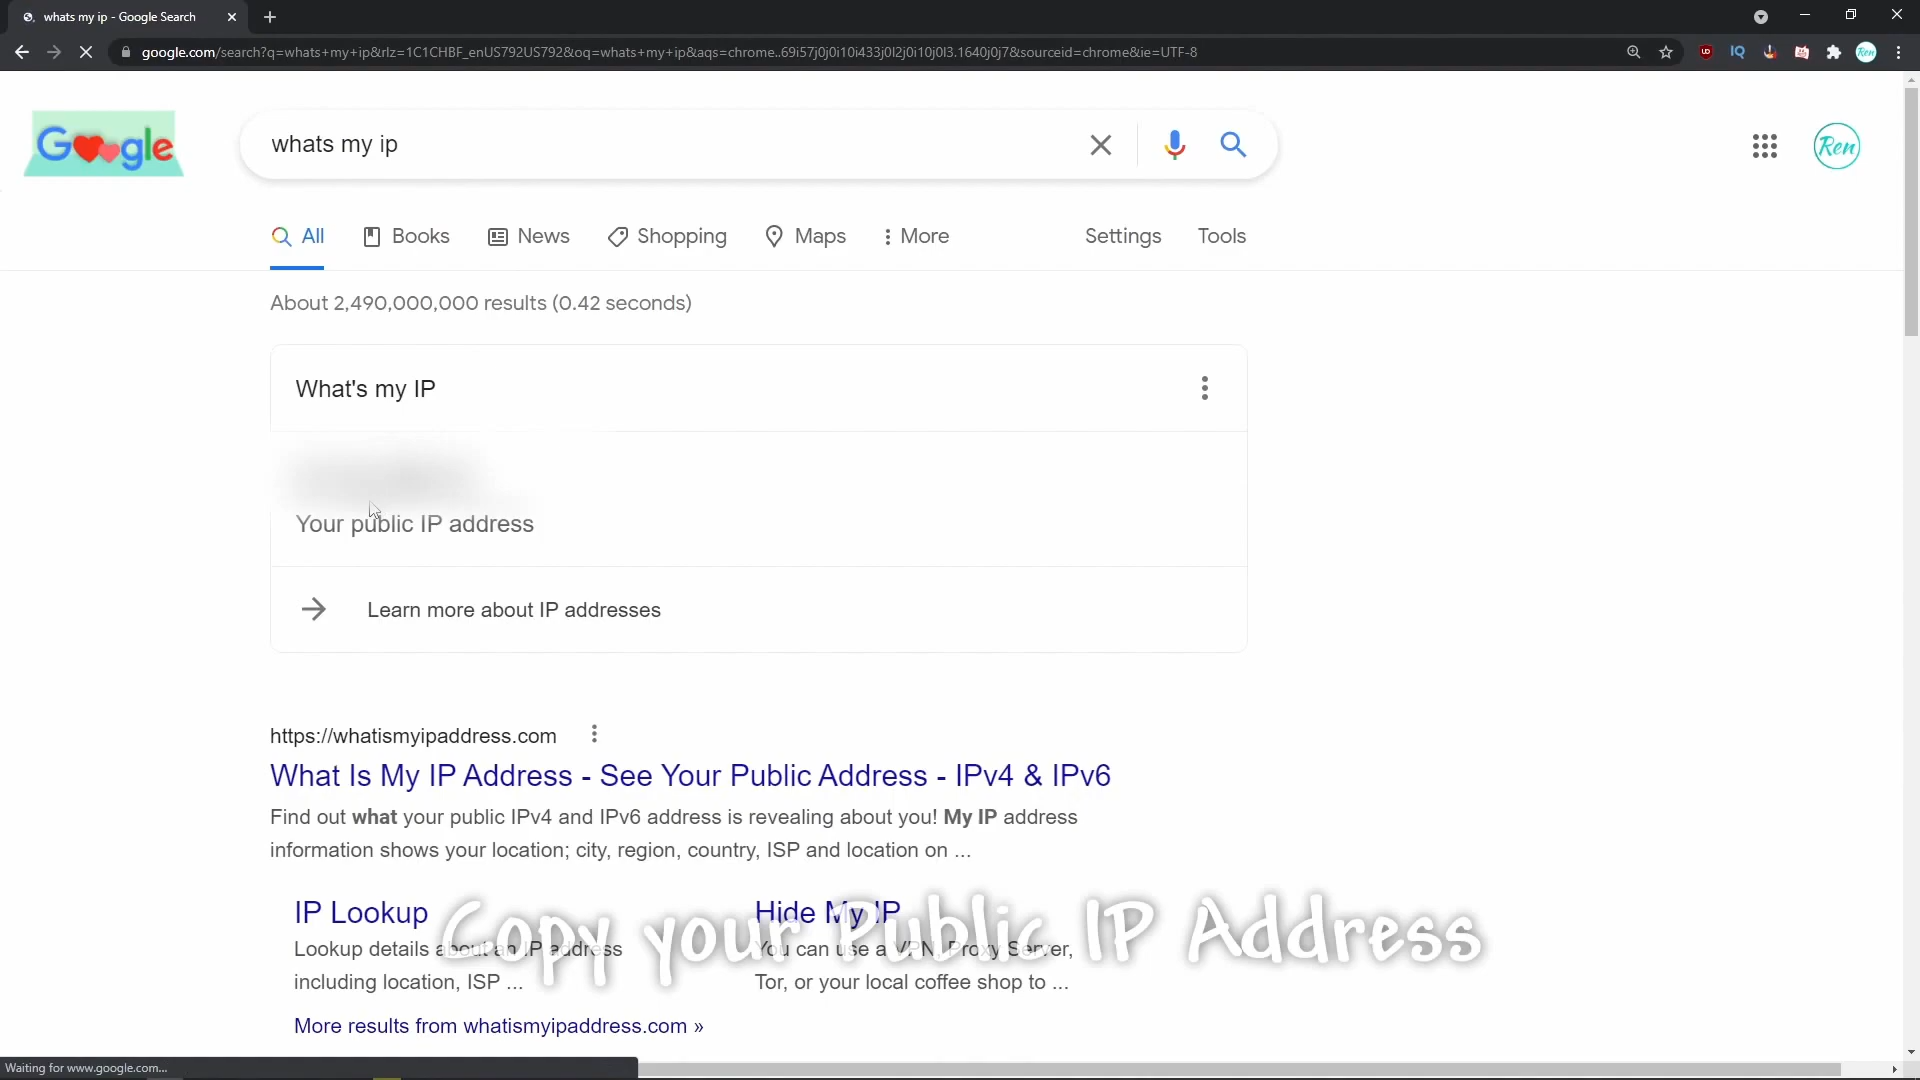 whats my ip - Google Search
google.com/search?q=whats+my+ip&rlz=1C1CHBF_enUS792US792&oq=whats+my+ip&aqs=chrome..69i57j0j0i10i433j0l2j0i10j0l3.1640j0j7&sourceid=chrome&ie=UTF-8
Google
whats my ip
Ren
All Books News Shopping Maps More Settings Tools
About 2,490,000,000 results (0.42 seconds)
What's my IP
Your public IP address
Learn more about IP addresses
https://whatismyipaddress.com
What Is My IP Address - See Your Public Address - IPv4 & IPv6
Find out what your public IPv4 and IPv6 address is revealing about you! My IP address
information shows your location; city, region, country, ISP and location on ...
IP Lookup
Lookup details about an IP address
including location, ISP ...
Hide My IP
You can use a VPN, Proxy Server,
Tor, or your local coffee shop to ...
Copy your Public IP Address
More results from whatismyipaddress.com »
Waiting for www.google.com...